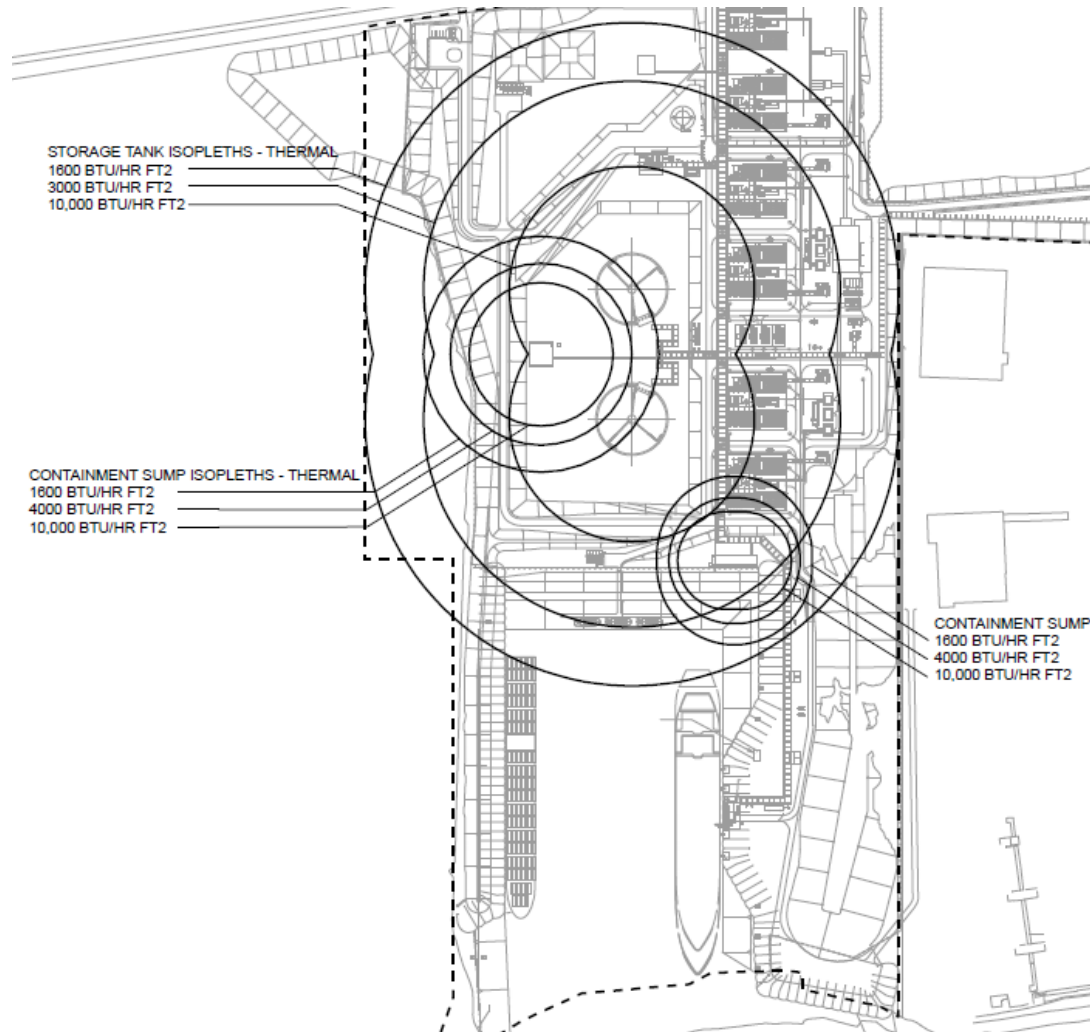 STORAGE TANK ISOPLETHS - THERMAL
1600 BTU/HR FT2
3000 BTU/HR FT2
10,000 BTU/HR FT2
CONTAINMENT SUMP ISOPLETHS - THERMAL
1600 BTU/HR FT2
4000 BTU/HR FT2
10,000 BTU/HR FT2
CONTAINMENT SUMP
1600 BTU/HR FT2
4000 BTU/HR FT2
10,000 BTU/HR FT2